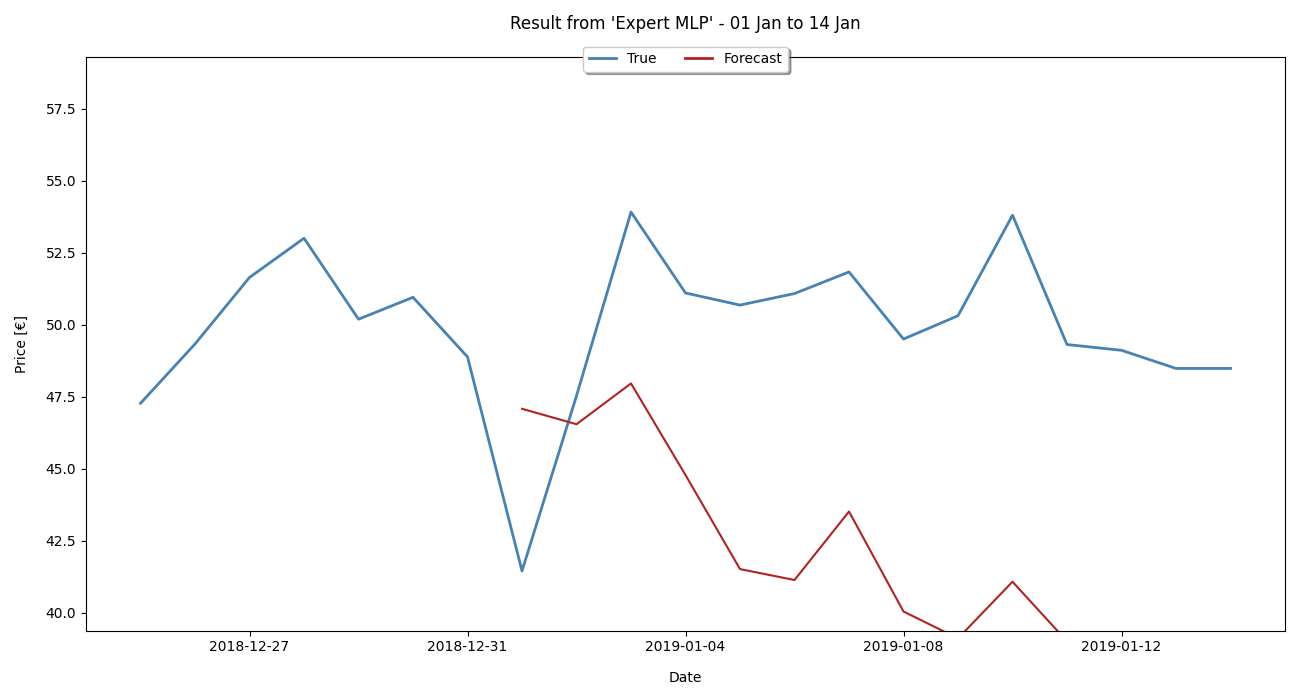 Result from 'Expert MLP' - 01 Jan to 14 Jan
True Forecast
57.5
55.0
52.5
50.0
47.5
45.0
42.5
40.0
Price [€]
2018-12-27 2018-12-31 2019-01-04 2019-01-08 2019-01-12
Date